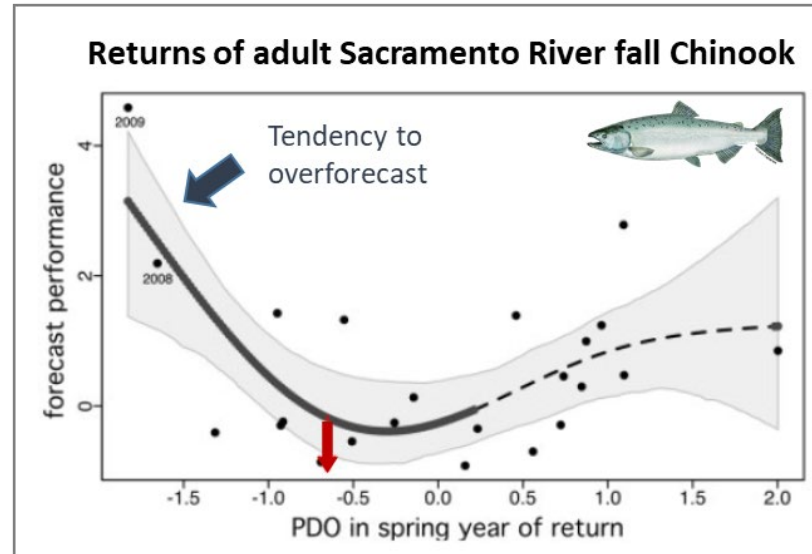 Returns of adult Sacramento River fall Chinook
2009
Tendency to
overforecast
2008
forecast performance
4
2
0
-1.5 -1.0 -0.5 0.0 0.5 1.0 1.5 2.0
PDO in spring year of return